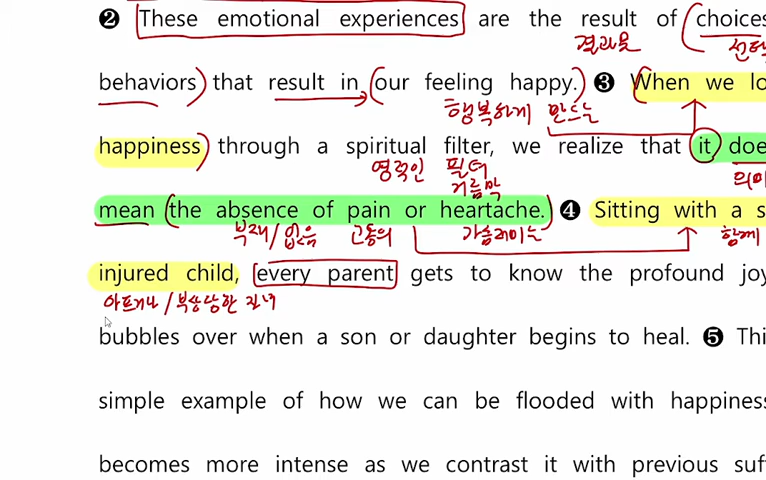 ❷ These emotional experiences are the result of choices
결과물
behaviors that result in our feeling happy. ❸ When we lo
행복하게 만드는
happiness through a spiritual filter, we realize that it doe
영적인 필터
거름막
mean the absence of pain or heartache. ❹ Sitting with a s
부재/없음 고통의 가슴 함께
injured child, every parent gets to know the profound joy
아프거나/부상당한 자녀
bubbles over when a son or daughter begins to heal. ❺ Thi
simple example of how we can be flooded with happiness
becomes more intense as we contrast it with previous suf